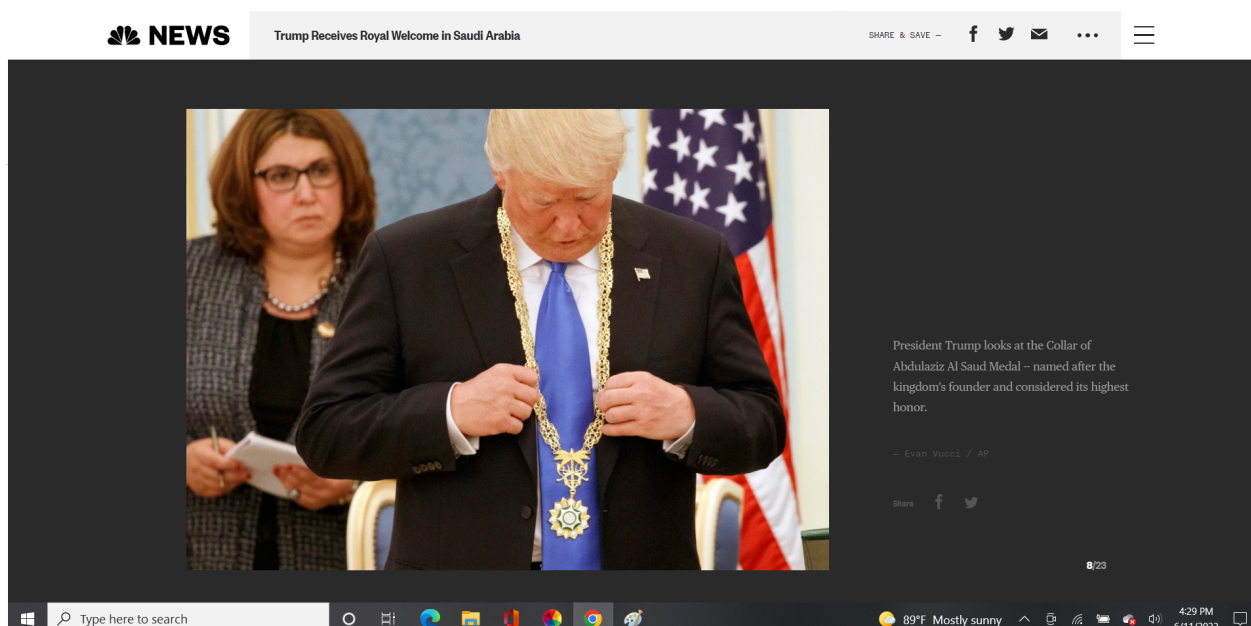 NEWS
Trump Receives Royal Welcome in Saudi Arabia
SHARE & SAVE —
President Trump looks at the Collar of
Abdulaziz Al Saud Medal -- named after the
kingdom's founder and considered its highest
honor.
— Evan Vucci / AP
Share
8/23
Type here to search
89°F Mostly sunny
4:29 PM